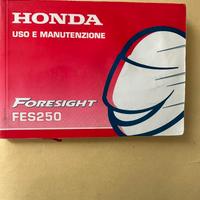 HONDA
USO E MANUTENZIONE
FORESIGHT
FES250